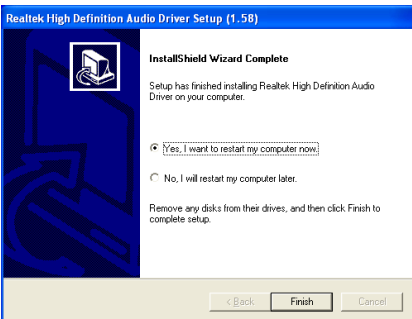 Realtek High Definition Audio Driver Setup (1.58)
InstallShield Wizard Complete
Setup has finished installing Realtek High Definition Audio
Driver on your computer.
Yes, I want to restart my computer now.
No, I will restart my computer later.
Remove any disks from their drives, and then click Finish to
complete setup.
< Back Finish Cancel